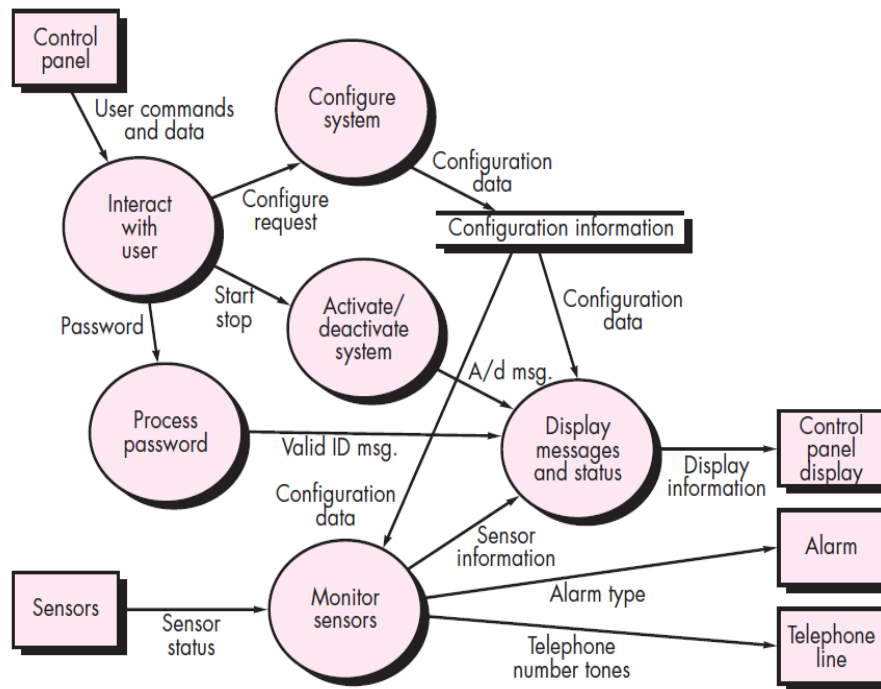 Control
panel
User commands
and data
Configure
system
Configuration
data
Interact
with
user
Configure
request
Configuration information
Start
stop
Activate/
deactivate
system
Configuration
data
Password
A/d msg.
Process
password
Valid ID msg.
Display
messages
and status
Control
panel
display
Display
information
Configuration
data
Sensor
information
Alarm
Sensors
Sensor
status
Monitor
sensors
Alarm type
Telephone
number tones
Telephone
line